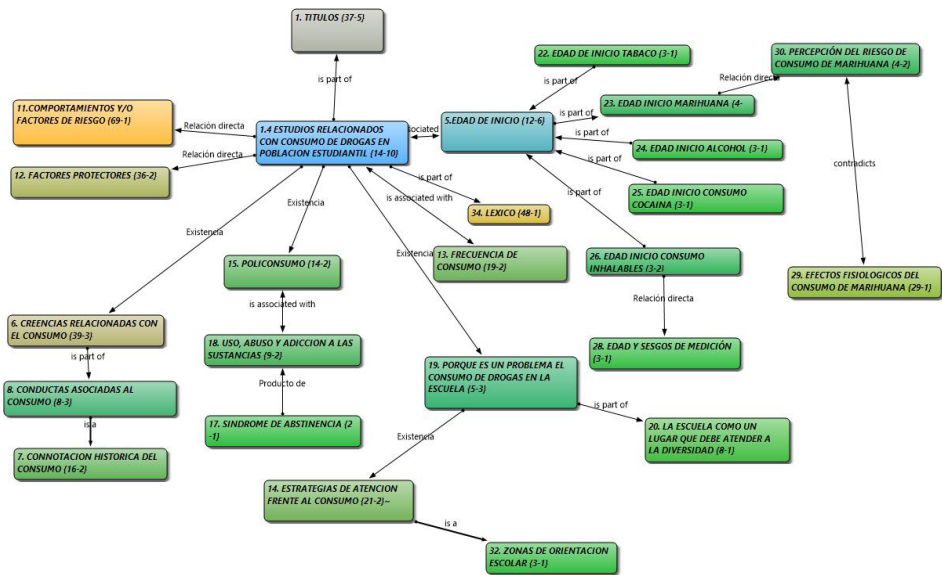 1. TITULOS {37-5}
22. EDAD DE INICIO TABACO {3-1}
30. PERCEPCIÓN DEL RIESGO DE
CONSUMO DE MARIHUANA {4-2}
is part of
is part of
Relación directa
11.COMPORTAMIENTOS Y/O
FACTORES DE RIESGO {69-1}
Relación directa
1.4 ESTUDIOS RELACIONADOS
CON CONSUMO DE DROGAS EN
POBLACION ESTUDIANTIL {14-10}
sociated
5.EDAD DE INICIO {12-6}
is part of
23. EDAD INICIO MARIHUANA {4-
is part of
24. EDAD INICIO ALCOHOL {3-1}
Relación directa
12. FACTORES PROTECTORES {36-2}
is part of
is part of
25. EDAD INICIO CONSUMO
COCAINA {3-1}
contradicts
is part of
is associated with
Existencia
34. LEXICO {48-1}
Existencia
13. FRECUENCIA DE
CONSUMO {19-2}
Existencia
15. POLICONSUMO {14-2}
26. EDAD INICIO CONSUMO
INHALABLES {3-2}
29. EFECTOS FISIOLOGICOS DEL
CONSUMO DE MARIHUANA {29-1}
is associated with
Relación directa
6. CREENCIAS RELACIONADAS CON
EL CONSUMO {39-3}
18. USO, ABUSO Y ADICCION A LAS
SUSTANCIAS {9-2}
28. EDAD Y SESGOS DE MEDICIÓN
{3-1}
is part of
19. PORQUE ES UN PROBLEMA EL
CONSUMO DE DROGAS EN LA
ESCUELA {5-3}
8. CONDUCTAS ASOCIADAS AL
CONSUMO {8-3}
Producto de
is part of
17. SINDROME DE ABSTINENCIA {2
-1}
20. LA ESCUELA COMO UN
LUGAR QUE DEBE ATENDER A
LA DIVERSIDAD {8-1}
is a
Existencia
7. CONNOTACION HISTORICA DEL
CONSUMO {16-2}
14. ESTRATEGIAS DE ATENCION
FRENTE AL CONSUMO {21-2}~
is a
32. ZONAS DE ORIENTACION
ESCOLAR {3-1}